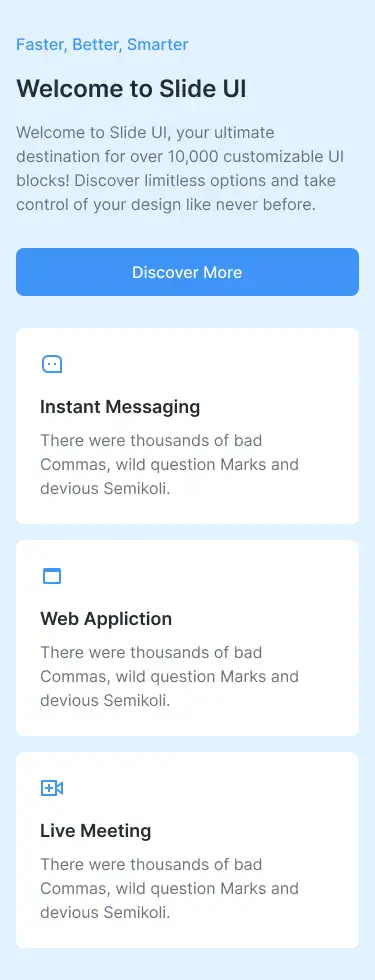 Faster, Better, Smarter
Welcome to Slide UI
Welcome to Slide UI, your ultimate
destination for over 10,000 customizable UI
blocks! Discover limitless options and take
control of your design like never before.
Discover More
Instant Messaging
There were thousands of bad
Commas, wild question Marks and
devious Semikoli.
Web Appliction
There were thousands of bad
Commas, wild question Marks and
devious Semikoli.
Live Meeting
There were thousands of bad
Commas, wild question Marks and
devious Semikoli.